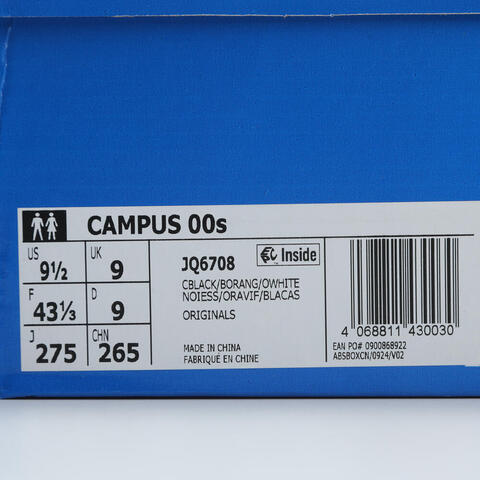 CAMPUS 00s
US UK
9½ 9
F D
43⅓ 9
J CHN
275 265
JQ6708
Inside
CBLACK/BORANG/OWHITE
NOIESS/ORAVIF/BLACAS
ORIGINALS
MADE IN CHINA
FABRIQUÉ EN CHINE
4 068811 430030
EAN PO# 0900868922
ABSBOXCN/0924/V02